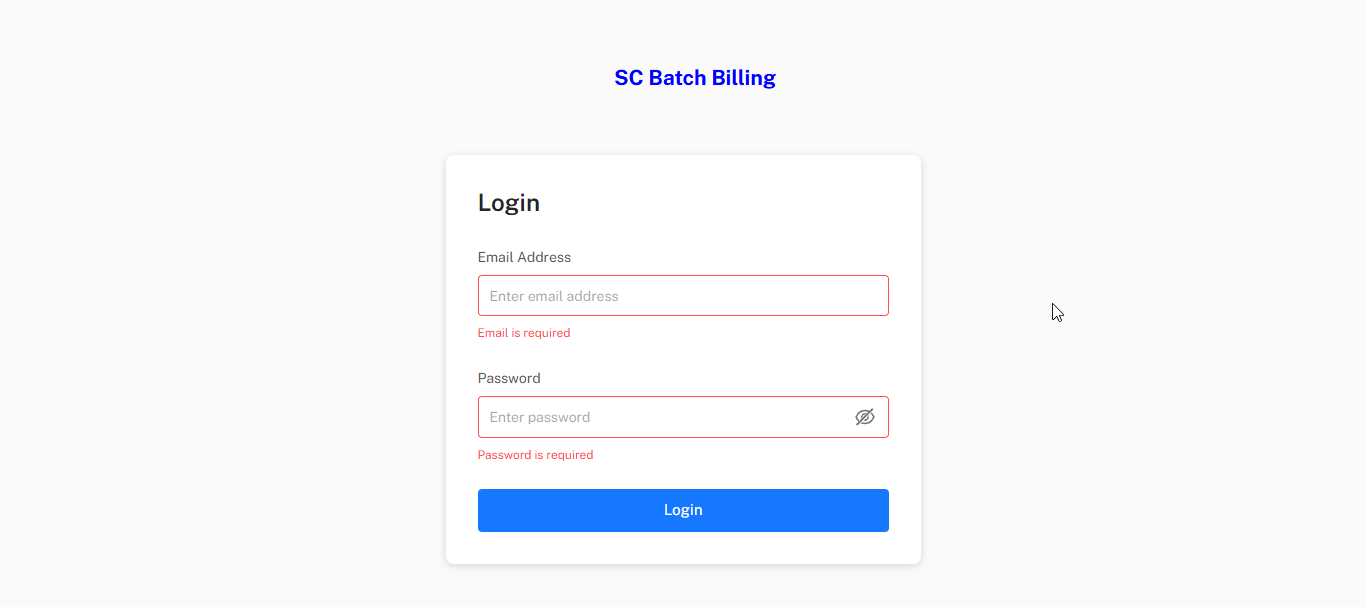 SC Batch Billing
Login
Email Address
Enter email address
Email is required
Password
Enter password
Password is required
Login